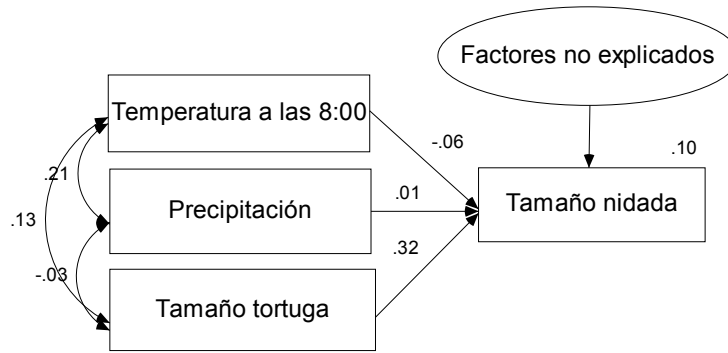 Factores no explicados
Temperatura a las 8:00
-.06
.10
.21
Precipitación
.01
Tamaño nidada
.13
-.03
.32
Tamaño tortuga